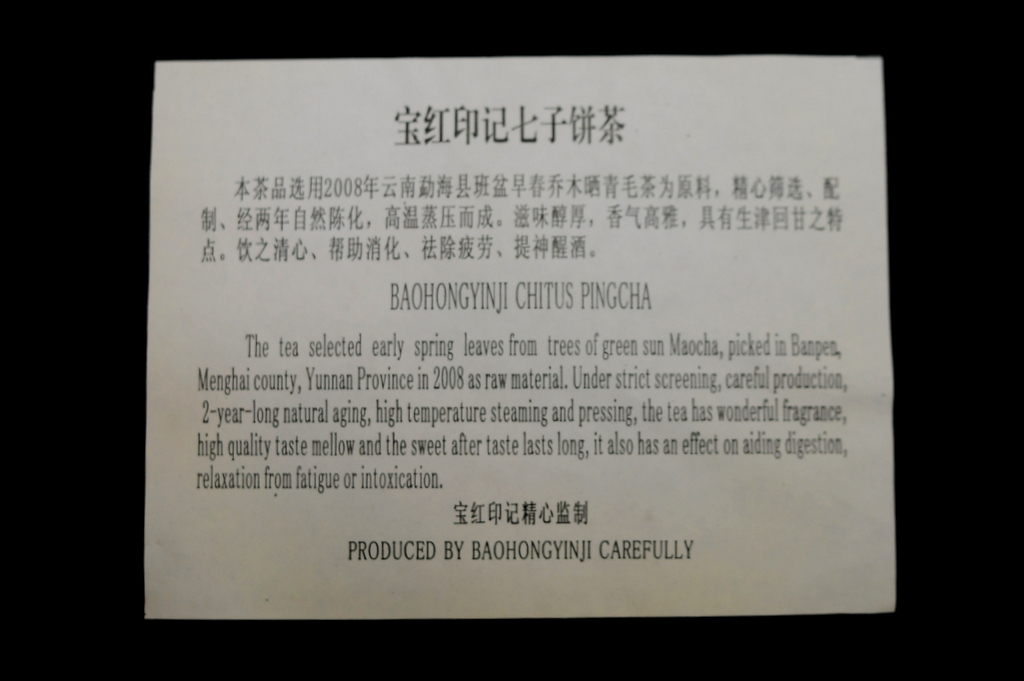 宝红印记七子饼茶
本茶品选用2008年云南勐海县班盆早春乔木晒青毛茶为原料，精心筛选、配
制、经两年自然陈化，高温蒸压而成。滋味醇厚，香气高雅，具有生津回甘之特
点。饮之清心、帮助消化、祛除疲劳、提神醒酒。
BAOHONGYINJI CHITUS PINGCHA
The tea selected early spring leaves from trees of green sun Maocha, picked in Banpen,
Menghai county, Yunnan Province in 2008 as raw material. Under strict screening, careful production,
2-year-long natural aging, high temperature steaming and pressing, the tea has wonderful fragrance,
high quality taste mellow and the sweet after taste lasts long, it also has an effect on aiding digestion,
relaxation from fatigue or intoxication.
宝红印记精心监制
PRODUCED BY BAOHONGYINJI CAREFULLY